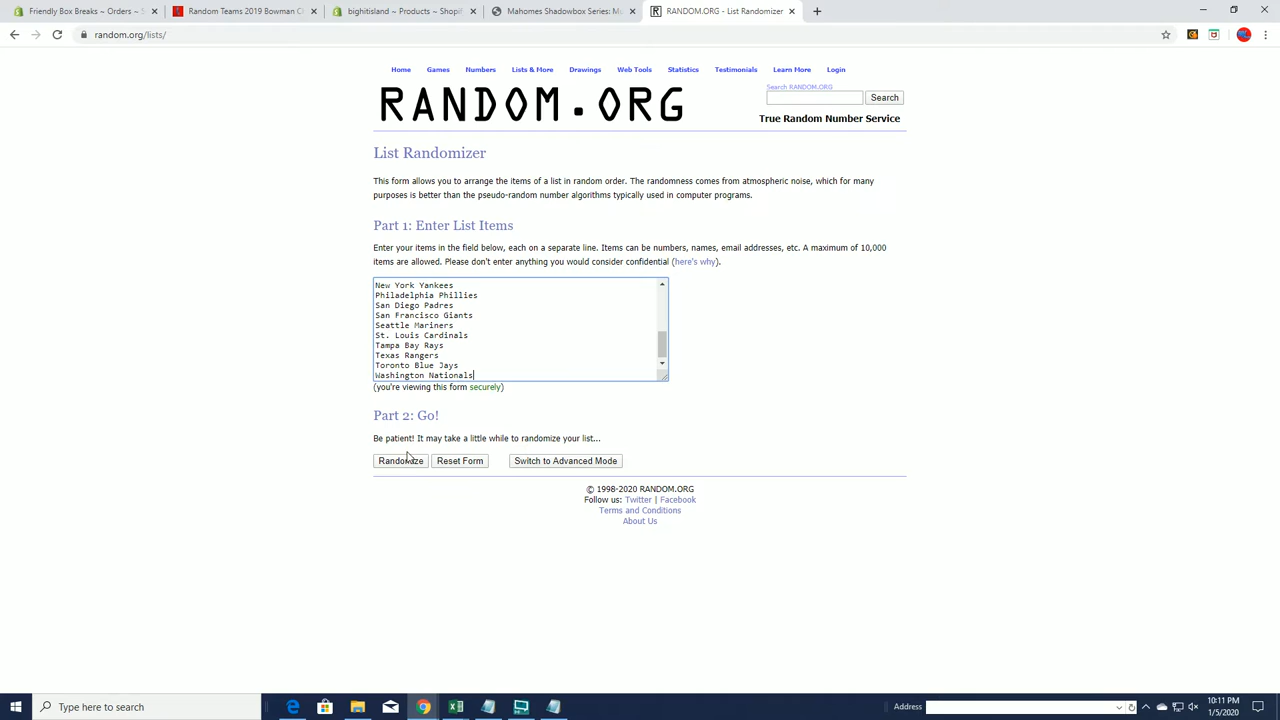 Friendly Box Breaks ~ Orders ~ S
Random Teams 2019 Bowman C
bighitisland ~ Products ~ Shopif
Mahomes Shadowbox Series: Mu
RANDOM.ORG - List Randomizer
random.org/lists/
Home Games Numbers Lists & More Drawings Web Tools Statistics Testimonials Learn More Login
Search RANDOM.ORG
RANDOM.ORG
Search
True Random Number Service
List Randomizer
This form allows you to arrange the items of a list in random order. The randomness comes from atmospheric noise, which for many
purposes is better than the pseudo-random number algorithms typically used in computer programs.
Part 1: Enter List Items
Enter your items in the field below, each on a separate line. Items can be numbers, names, email addresses, etc. A maximum of 10,000
items are allowed. Please don't enter anything you would consider confidential (here's why).
New York Yankees
Philadelphia Phillies
San Diego Padres
San Francisco Giants
Seattle Mariners
St. Louis Cardinals
Tampa Bay Rays
Texas Rangers
Toronto Blue Jays
Washington Nationals
(you're viewing this form securely)
Part 2: Go!
Be patient! It may take a little while to randomize your list...
Randomize Reset Form Switch to Advanced Mode
© 1998-2020 RANDOM.ORG
Follow us: Twitter | Facebook
Terms and Conditions
About Us
Type here to search
Address
10:11 PM
1/5/2020